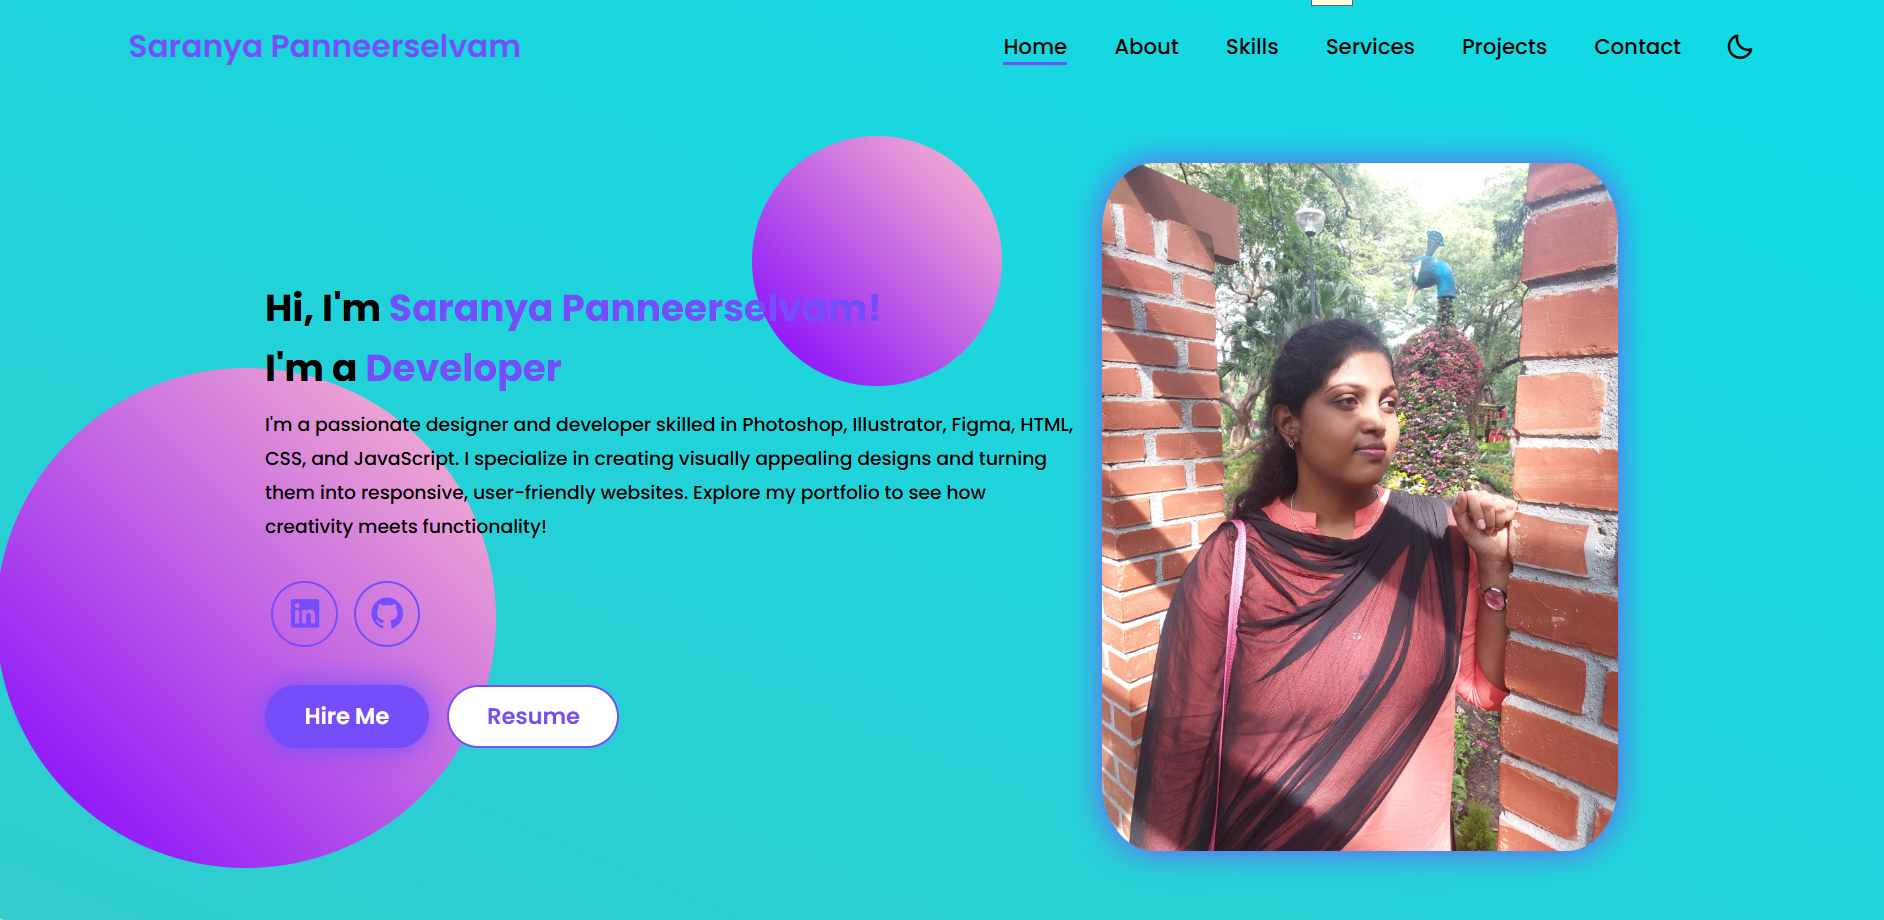 Saranya Panneerselvam
Home About Skills Services Projects Contact
Hi, I'm Saranya Panneerselvam!
I'm a Developer
I'm a passionate designer and developer skilled in Photoshop, Illustrator, Figma, HTML,
CSS, and JavaScript. I specialize in creating visually appealing designs and turning
them into responsive, user-friendly websites. Explore my portfolio to see how
creativity meets functionality!
in
Hire Me Resume